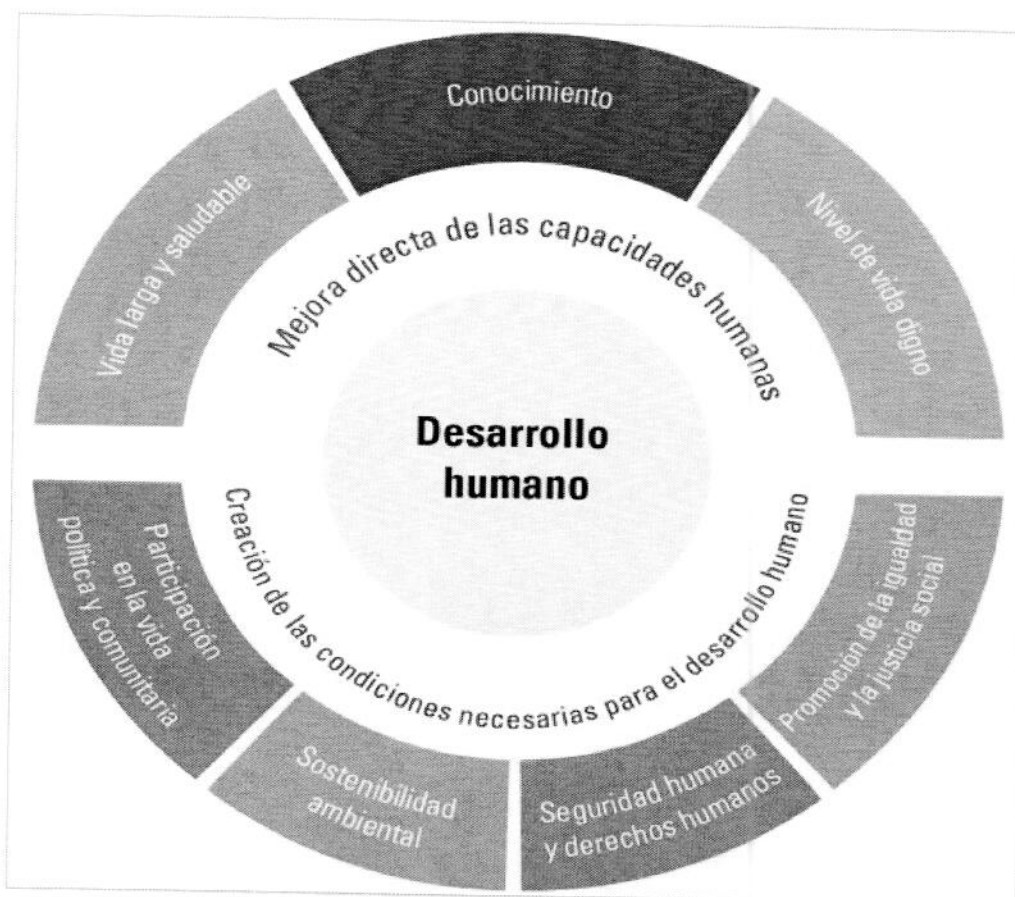 Conocimiento
Vida larga y saludable
Nivel de vida digno
Mejora directa de las capacidades humanas
Desarrollo
humano
Creación de las condiciones necesarias para el desarrollo humano
Participación
en la vida
política y comunitaria
Sostenibilidad
ambiental
Seguridad humana
y derechos humanos
Promoción de la igualdad
y la justicia social